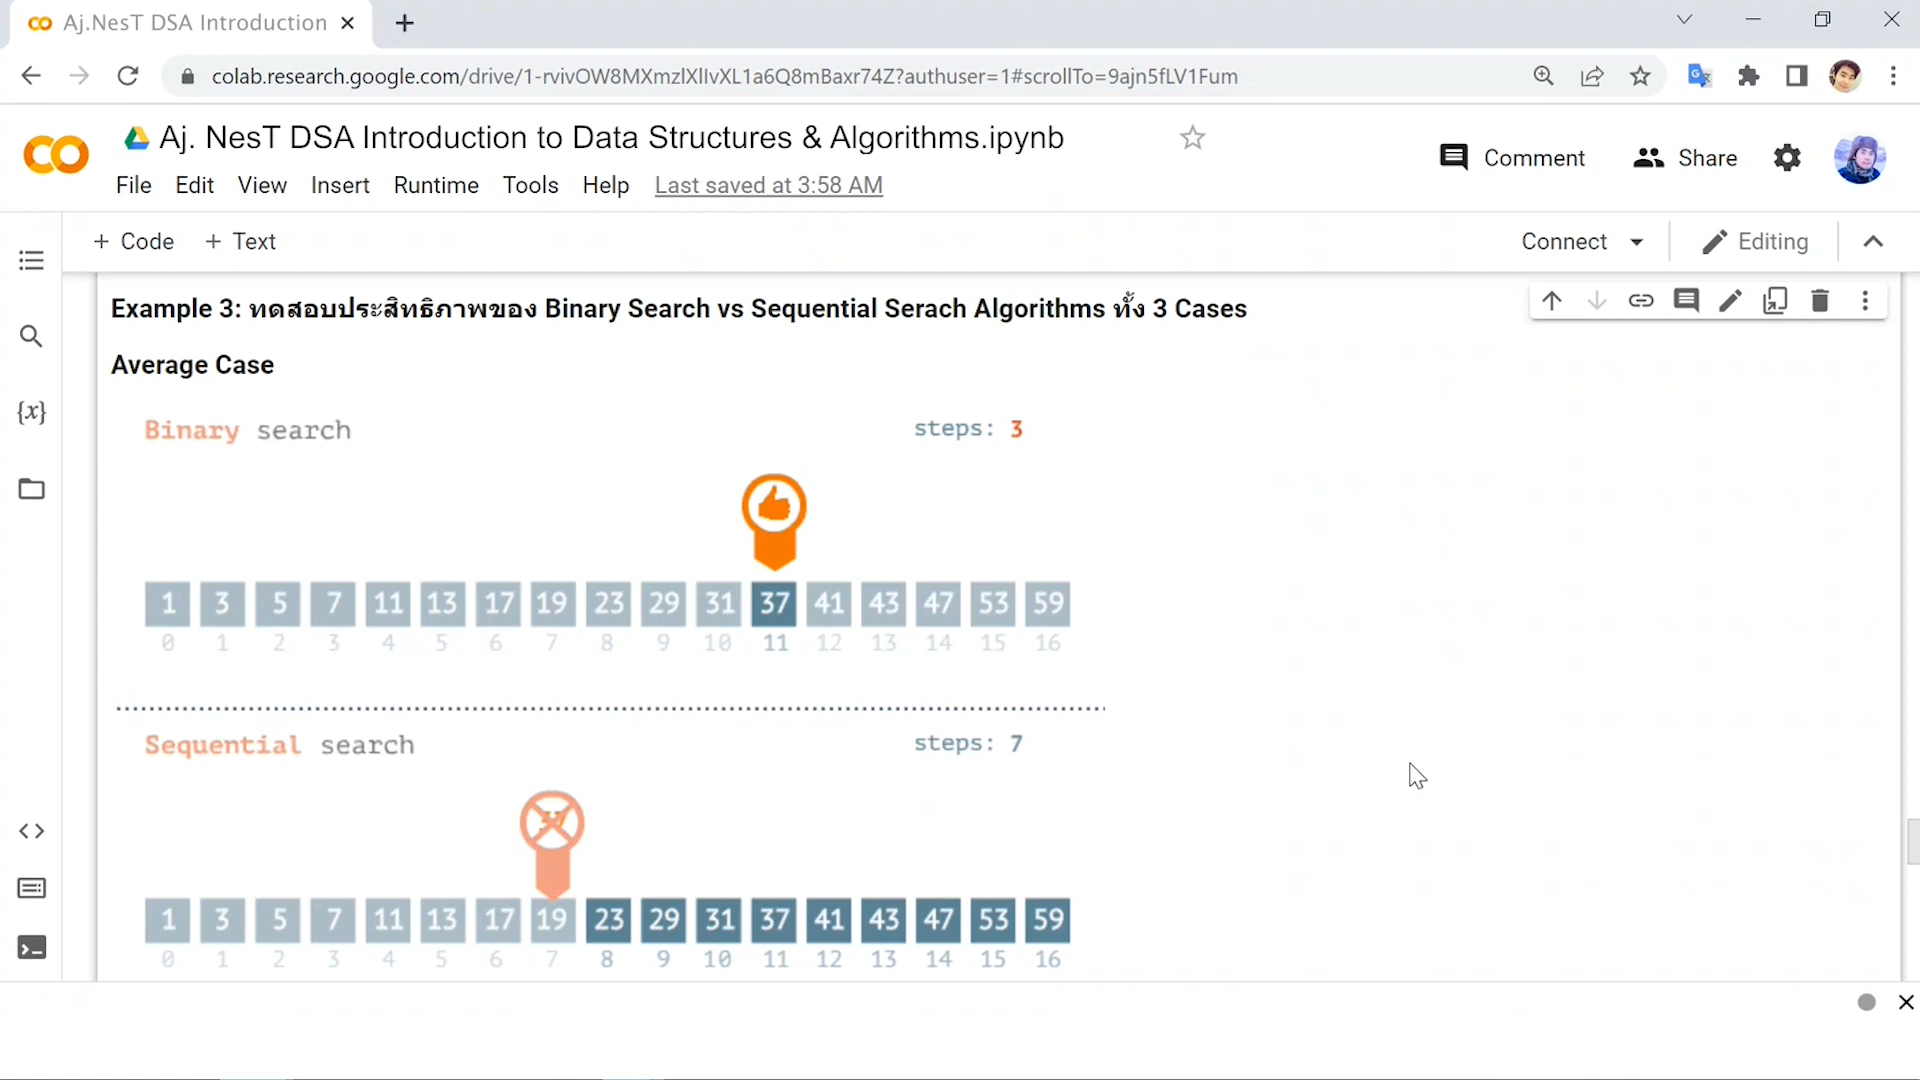 Aj.NesT DSA Introduction
colab.research.google.com/drive/1-rvivOW8MXmzlXlIvXL1a6Q8mBaxr74Z?authuser=1#scrollTo=9ajn5fLV1Fum
Aj. NesT DSA Introduction to Data Structures & Algorithms.ipynb
Comment Share
File Edit View Insert Runtime Tools Help Last saved at 3:58 AM
+ Code + Text Connect Editing
Example 3: ทดสอบประสิทธิภาพของ Binary Search vs Sequential Serach Algorithms ทั้ง 3 Cases
Average Case
Binary search steps: 3
1 3 5 7 11 13 17 19 23 29 31 37 41 43 47 53 59
0 1 2 3 4 5 6 7 8 9 10 11 12 13 14 15 16
Sequential search steps: 7
1 3 5 7 11 13 17 19 23 29 31 37 41 43 47 53 59
0 1 2 3 4 5 6 7 8 9 10 11 12 13 14 15 16